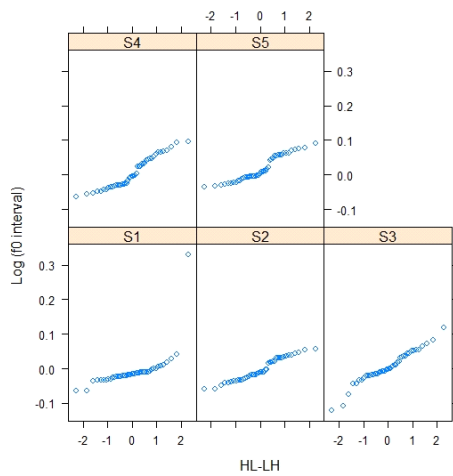 -2 -1 0 1 2
S4 S5
0.3
0.2
0.1
0.0
-0.1
Log (f0 interval)
S1 S2 S3
0.3
0.2
0.1
0.0
-0.1
-2 -1 0 1 2 -2 -1 0 1 2 -2 -1 0 1 2
HL-LH